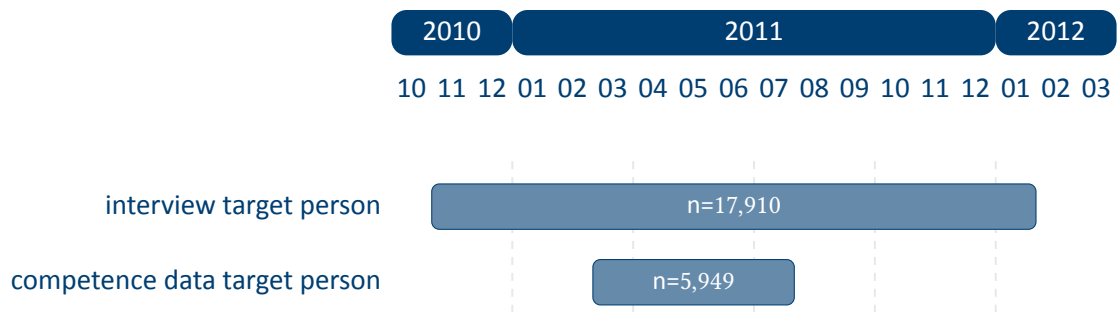 2010 2011 2012
10 11 12 01 02 03 04 05 06 07 08 09 10 11 12 01 02 03
interview target person n=17,910
competence data target person n=5,949